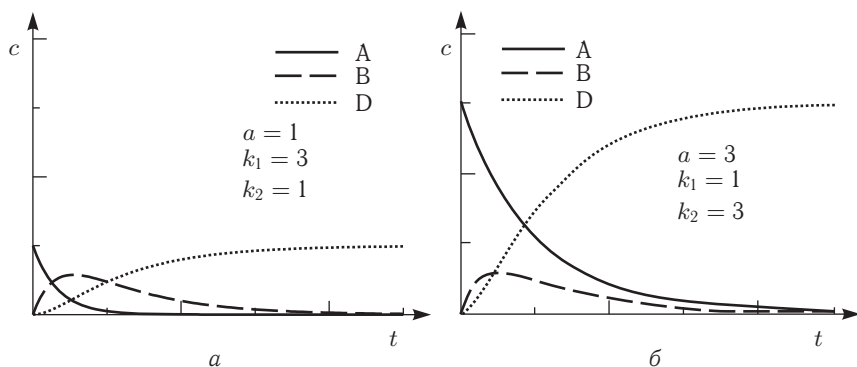 c
A
B
D
a = 1
k₁ = 3
k₂ = 1
t
а
c
A
B
D
a = 3
k₁ = 1
k₂ = 3
t
б